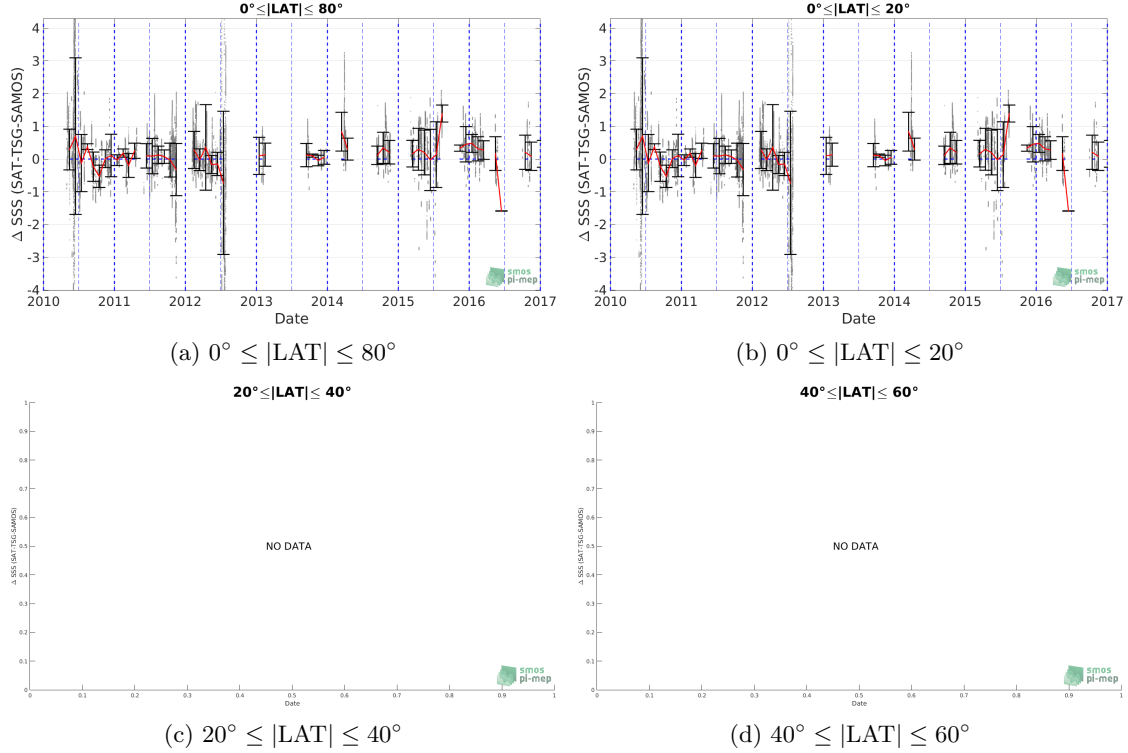 0°≤|LAT|≤ 80°
Δ SSS (SAT-TSG-SAMOS)
4
3
2
1
0
-1
-2
-3
-4
2010 2011 2012 2013 2014 2015 2016 2017
Date
smos
pi-mep
(a) 0° ≤ |LAT| ≤ 80°
0°≤|LAT|≤ 20°
Δ SSS (SAT-TSG-SAMOS)
4
3
2
1
0
-1
-2
-3
-4
2010 2011 2012 2013 2014 2015 2016 2017
Date
smos
pi-mep
(b) 0° ≤ |LAT| ≤ 20°
20°≤|LAT|≤ 40°
Δ SSS (SAT-TSG-SAMOS)
1
0.9
0.8
0.7
0.6
0.5
0.4
0.3
0.2
0.1
0
NO DATA
0 0.1 0.2 0.3 0.4 0.5 0.6 0.7 0.8 0.9 1
Date
smos
pi-mep
(c) 20° ≤ |LAT| ≤ 40°
40°≤|LAT|≤ 60°
Δ SSS (SAT-TSG-SAMOS)
1
0.9
0.8
0.7
0.6
0.5
0.4
0.3
0.2
0.1
0
NO DATA
0 0.1 0.2 0.3 0.4 0.5 0.6 0.7 0.8 0.9 1
Date
smos
pi-mep
(d) 40° ≤ |LAT| ≤ 60°